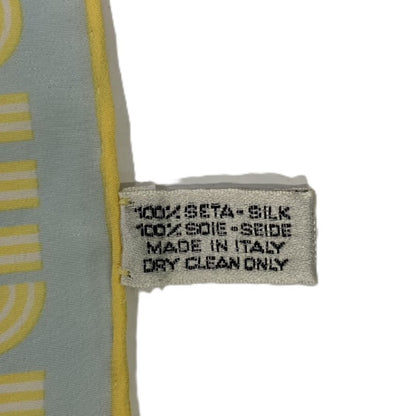 100% SETA - SILK
100% SOIE - SEIDE
MADE IN ITALY
DRY CLEAN ONLY